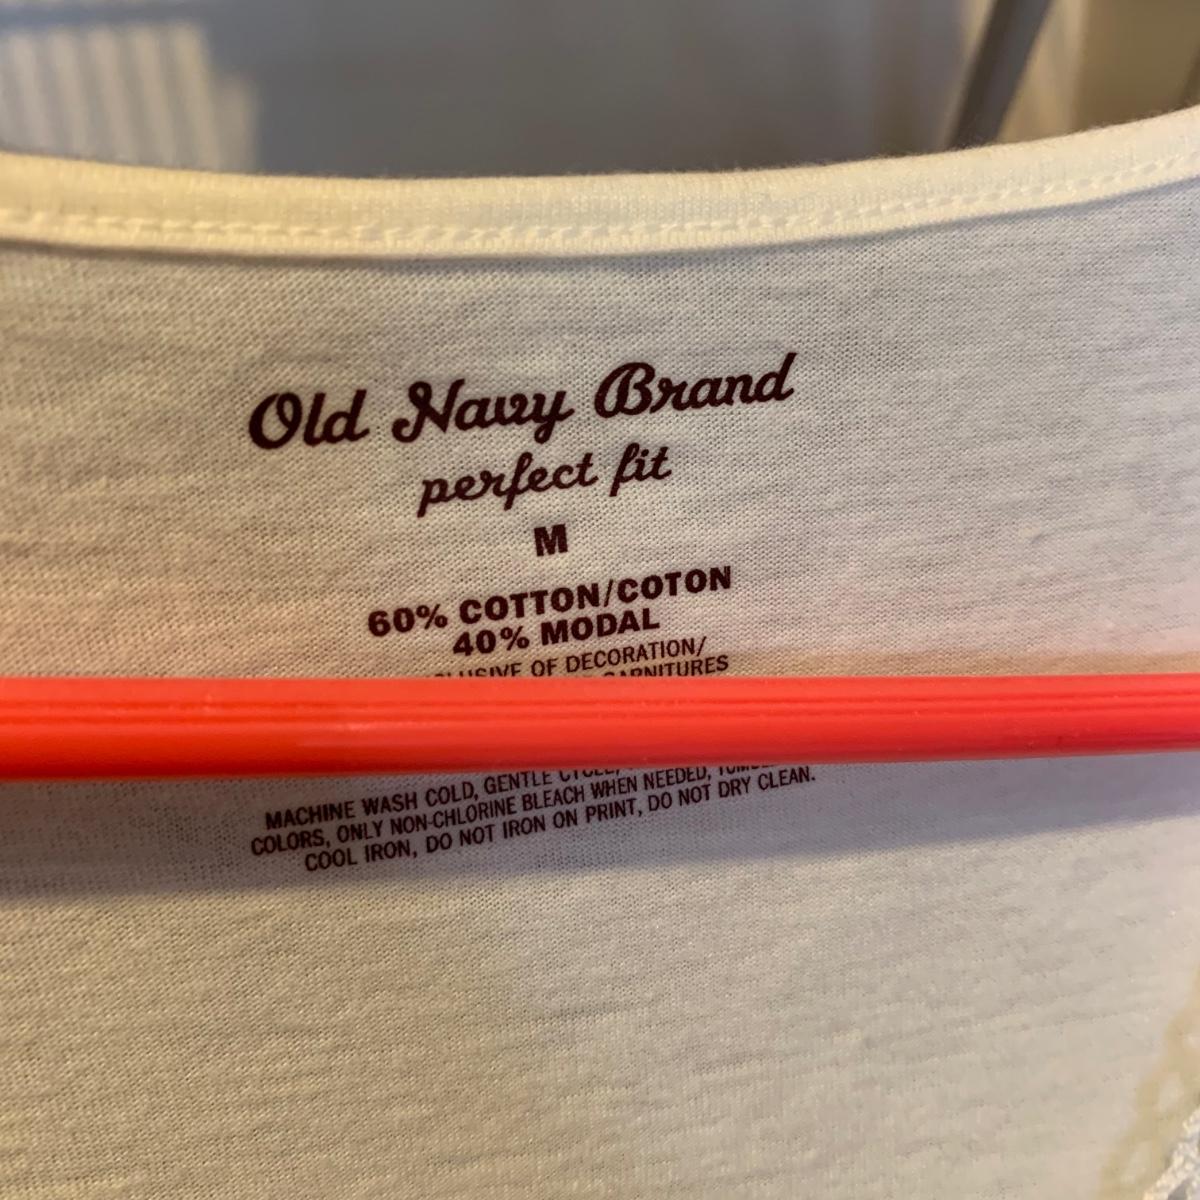 Old Navy Brand
perfect fit
M
60% COTTON/COTON
40% MODAL
OF DECORATION/
MACHINE WASH COLD, GENTLE
COLORS, ONLY NON-CHLORINE BLEACH WHEN NEEDED,
COOL IRON, DO NOT IRON ON PRINT, DO NOT DRY CLEAN.